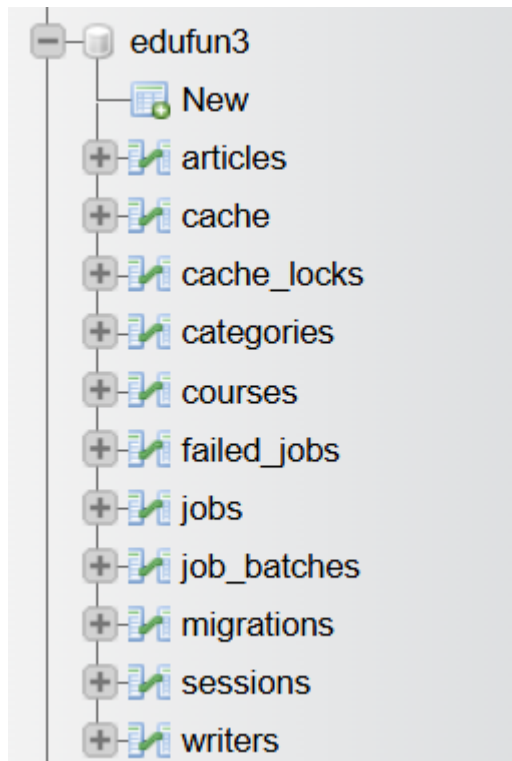 edufun3
New
articles
cache
cache_locks
categories
courses
failed_jobs
jobs
job_batches
migrations
sessions
writers